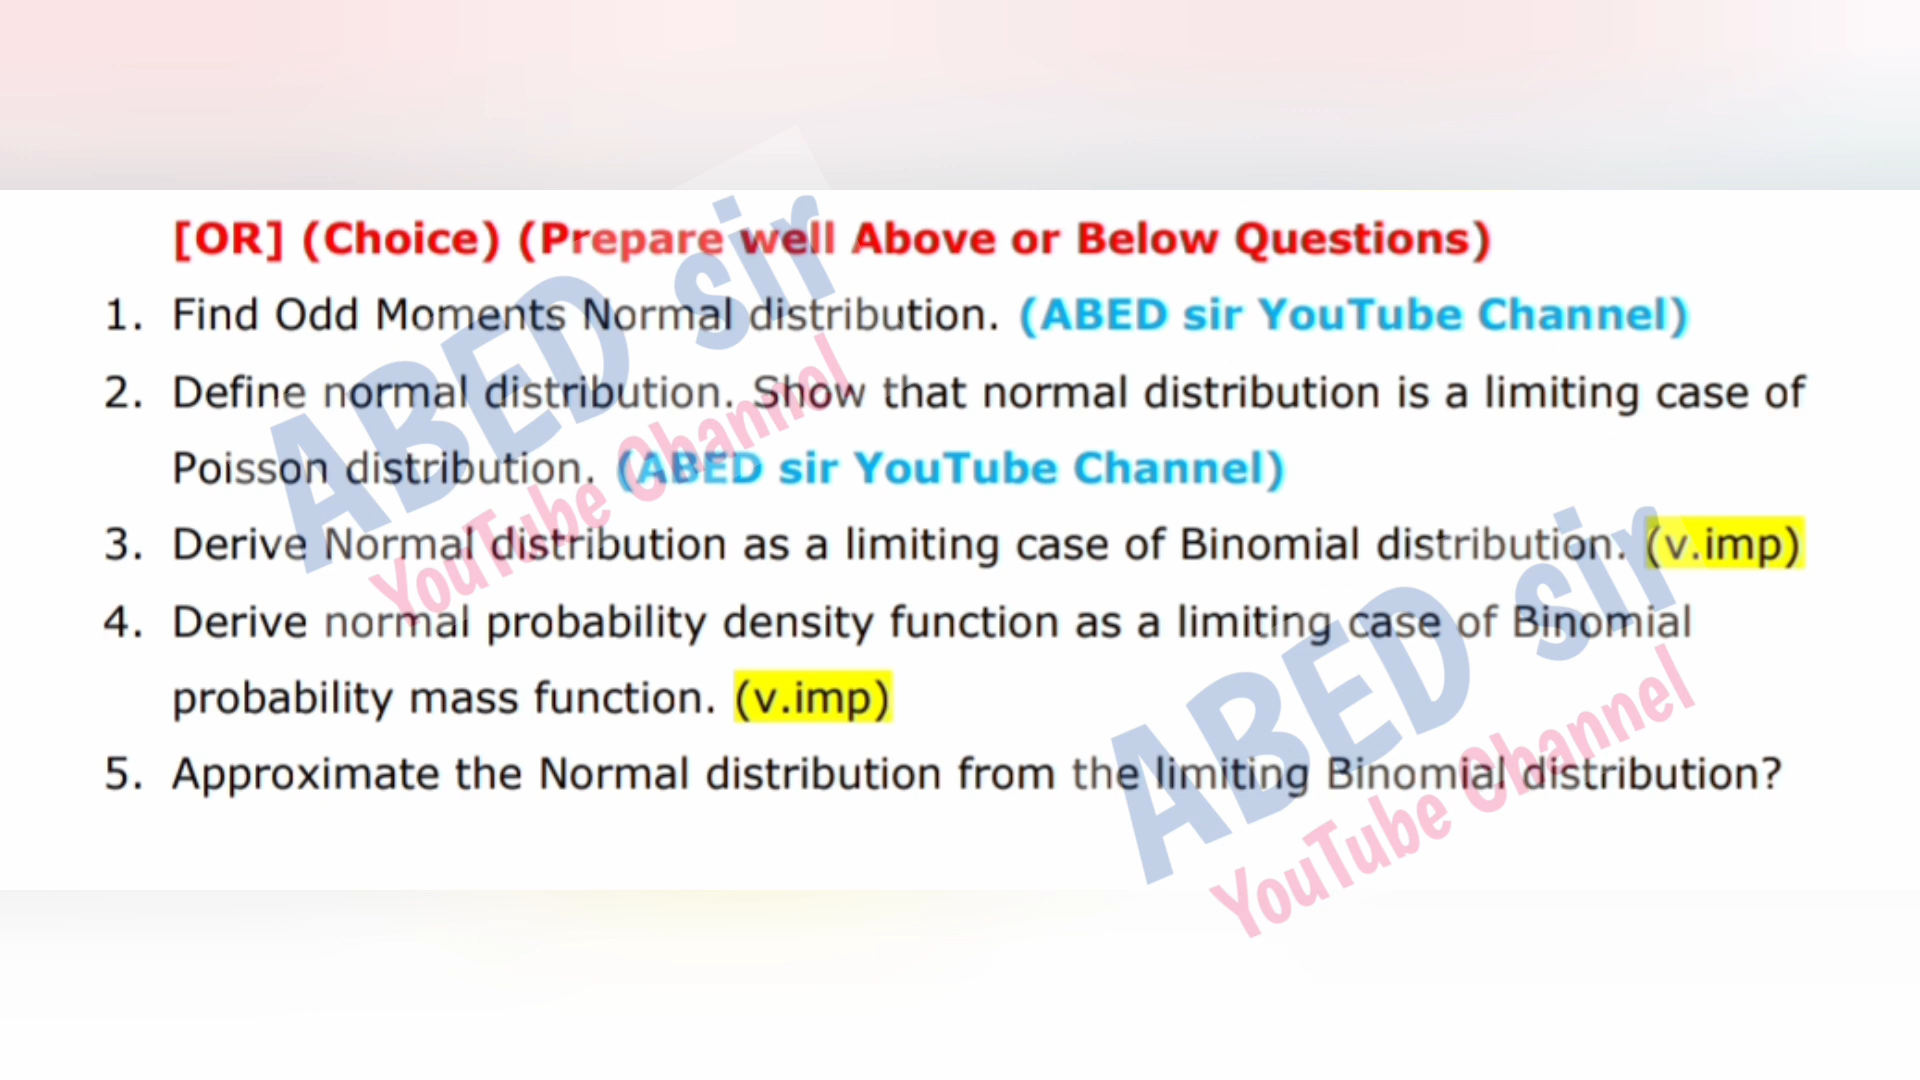 [OR] (Choice) (Prepare well Above or Below Questions)
1. Find Odd Moments Normal distribution. (ABED sir YouTube Channel)
2. Define normal distribution. Show that normal distribution is a limiting case of
Poisson distribution. (ABED sir YouTube Channel)
3. Derive Normal distribution as a limiting case of Binomial distribution. (v.imp)
4. Derive normal probability density function as a limiting case of Binomial
probability mass function. (v.imp)
5. Approximate the Normal distribution from the limiting Binomial distribution?
ABED sir
YouTube Channel
ABED sir
YouTube Channel